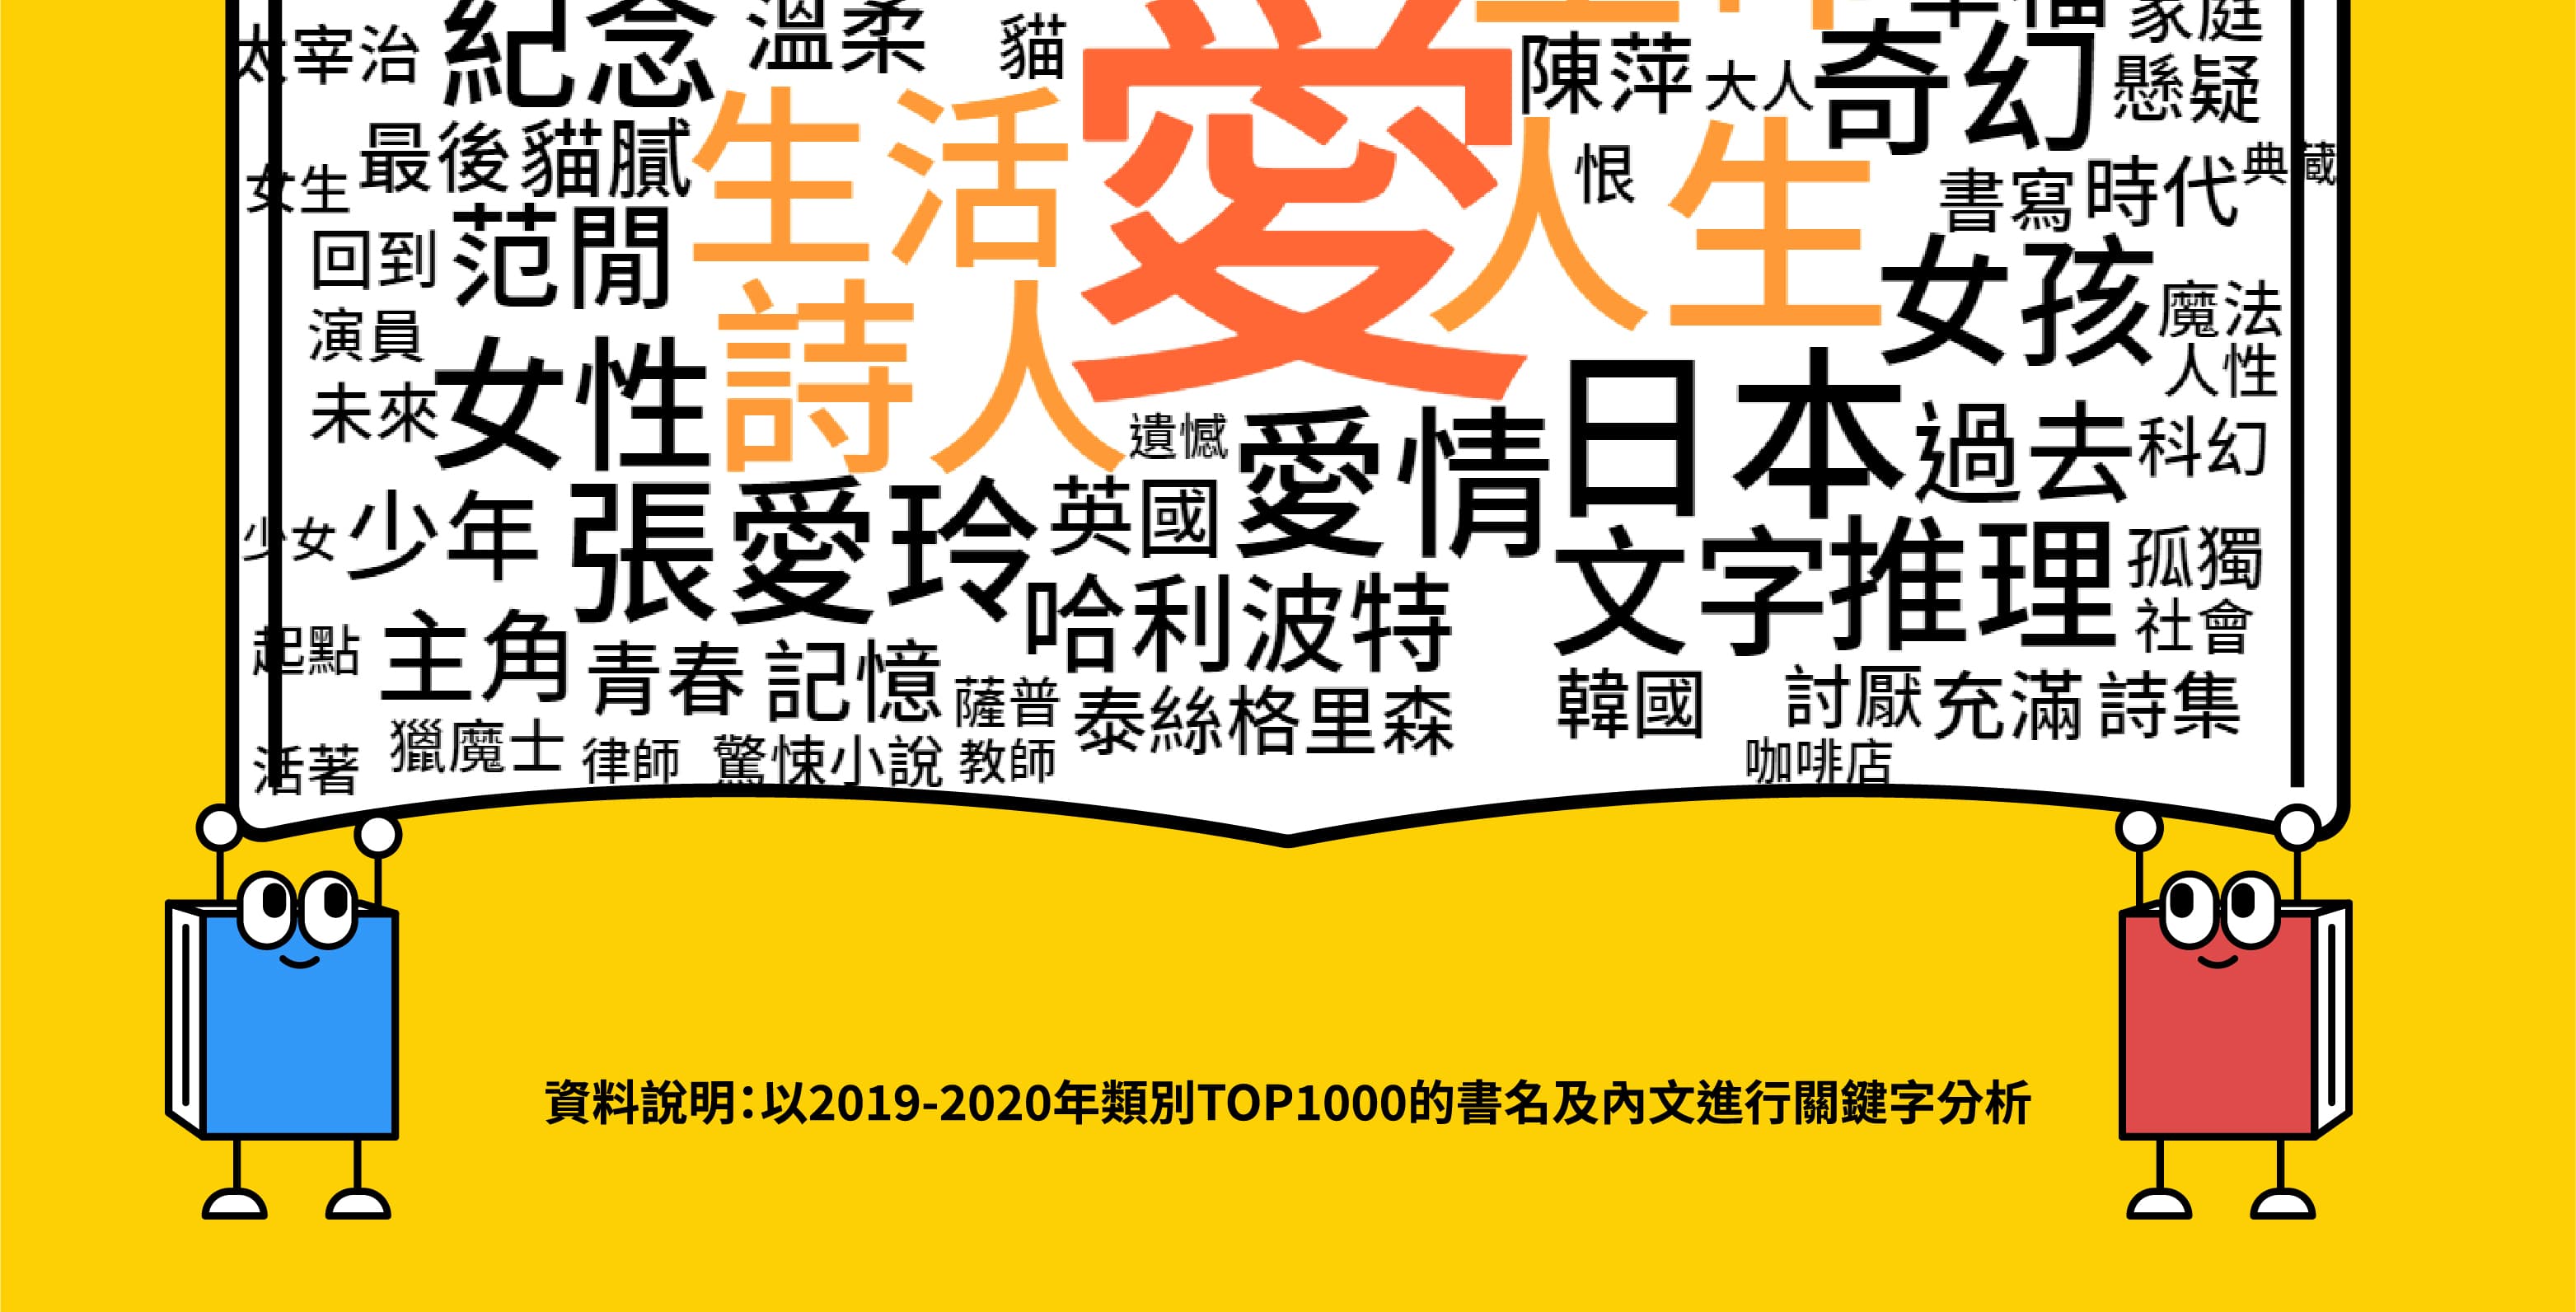 太宰治 紀念 溫柔 貓 愛 陳萍 大人 奇幻 家庭
懸疑
女生 最後 貓膩 生活 恨 人生 書寫 時代 典藏
回到 范閒 女孩 魔法
演員 詩人 人性
未來 女性 遺憾 愛情 日本 過去 科幻
少女 少年 張愛玲 英國 文字 推理 孤獨
起點 主角 青春 記憶 哈利波特 社會
薩普 泰絲格里森 韓國 討厭 充滿 詩集
活著 獵魔士 律師 驚悚小說 教師 咖啡店
資料說明：以2019-2020年類別TOP1000的書名及內文進行關鍵字分析